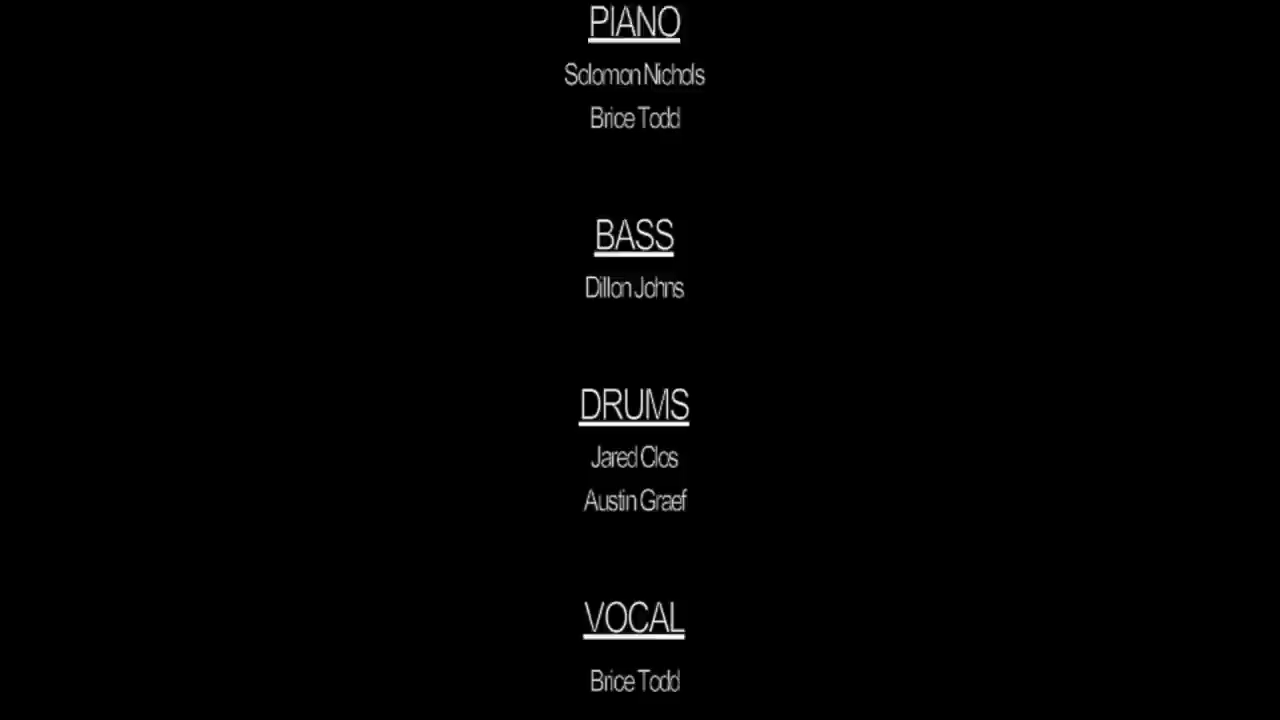 PIANO
Solomon Nichols
Brice Todd
BASS
Dillon Johns
DRUMS
Jared Clos
Austin Graef
VOCAL
Brice Todd